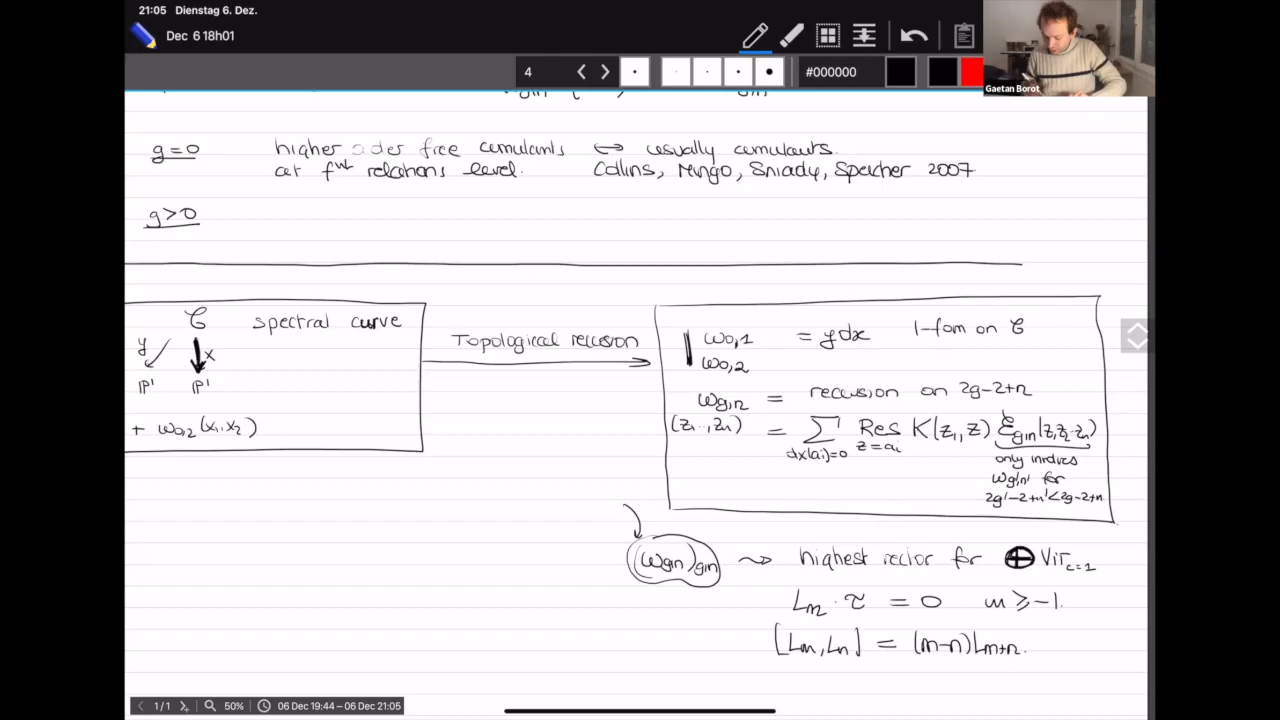 21:05 Dienstag 6. Dez.
Dec 6 18h01
4
#000000
Gaetan Borot
g=0 higher order free cumulants ↔ usually cumulants.
at fnal relations level. Collins, Mingo, Sniady, Speicher 2007
g>0
𝒞 spectral curve
y x
ℙ¹ ℙ¹
+ ω0,2(x1,x2)
Topological recursion
ω0,1 = ydx 1-fom on 𝒞
ω0,2
ωg,n = recursion on 2g-2+n
(z1...,zn) = ∑ Res K(z1,z) Ɛg,n(z,z2-zn)
dx(ai)=0 z=ai
only involves
ωg'n' for
2g'-2+n'<2g-2+n
(ωg,n)g,n ⇝ highest vector for ⊕ Vir c=1
Lm · τ = 0 m ≥ -1.
[Lm,Ln] = (m-n)Lm+n.
1/1
50%
06 Dec 19:44 – 06 Dec 21:05